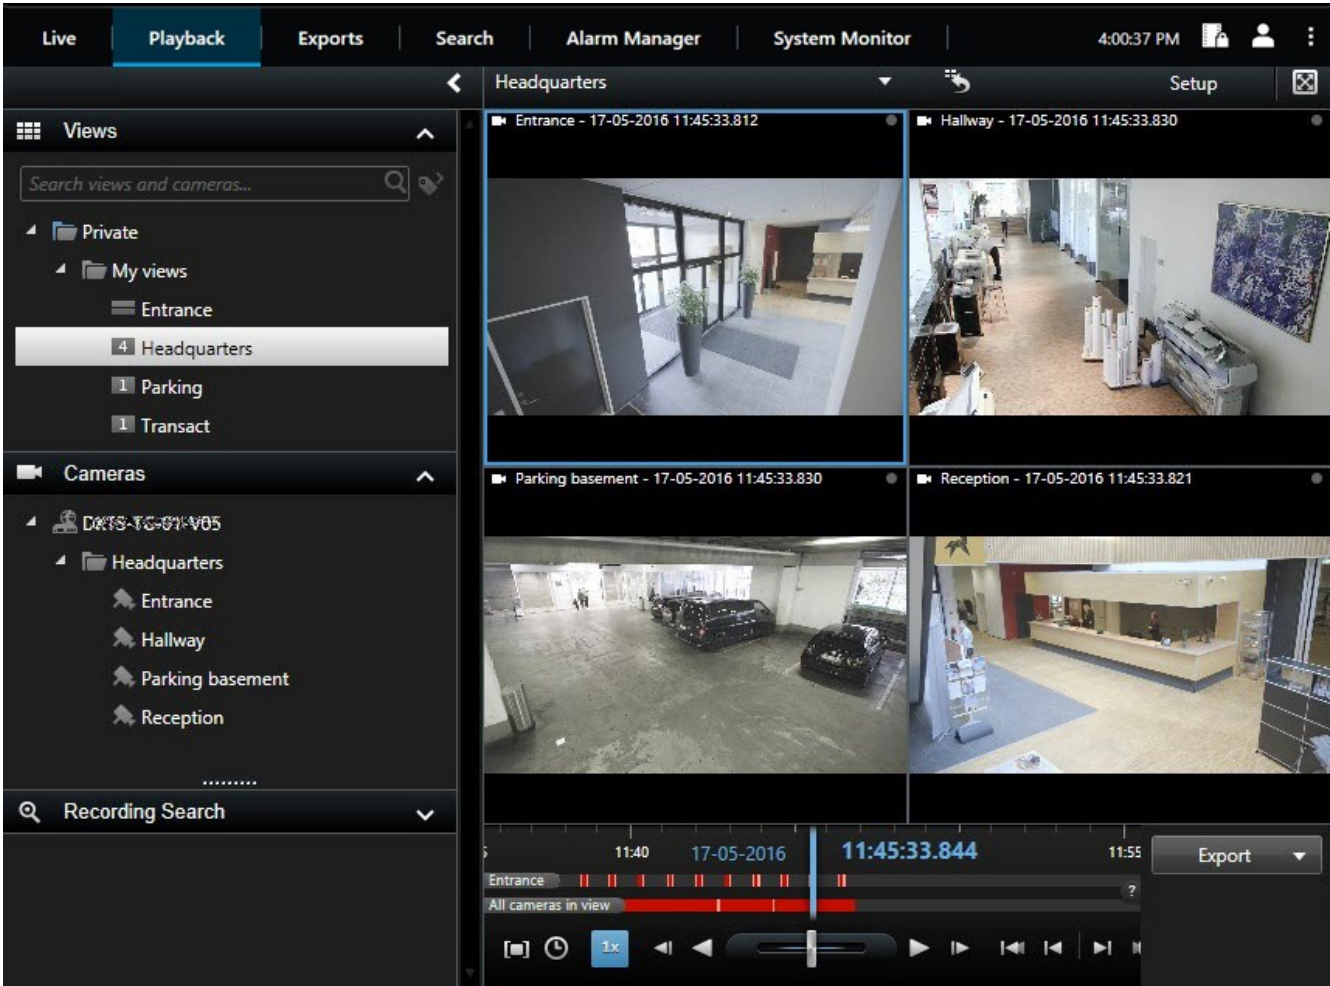 Live Playback Exports Search Alarm Manager System Monitor 4:00:37 PM
Headquarters Setup
Views
Search views and cameras...
Private
My views
Entrance
4 Headquarters
1 Parking
1 Transact
Cameras
Headquarters
Entrance
Hallway
Parking basement
Reception
Recording Search
Entrance - 17-05-2016 11:45:33.812
Hallway - 17-05-2016 11:45:33.830
Parking basement - 17-05-2016 11:45:33.830
Reception - 17-05-2016 11:45:33.821
11:40 17-05-2016 11:45:33.844 11:55
Entrance
?
All cameras in view
1x
Export